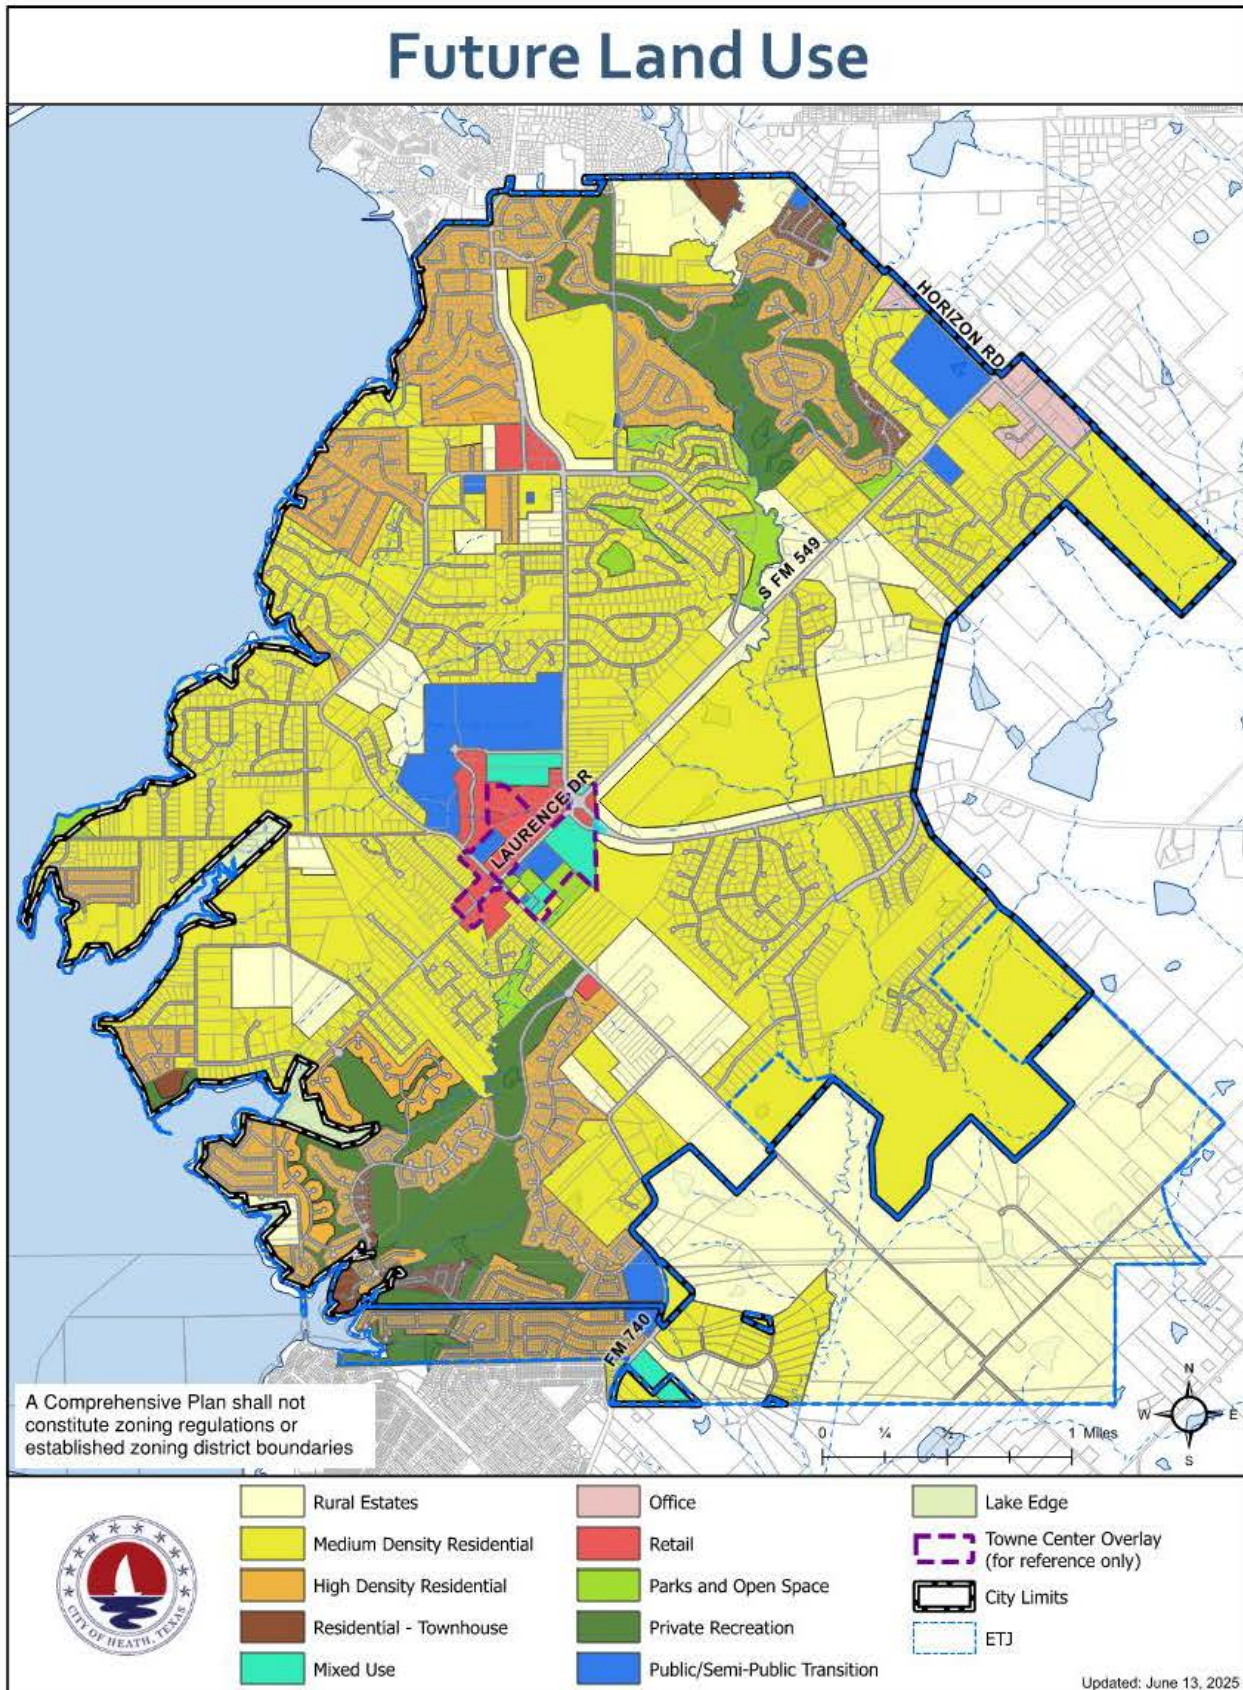 Future Land Use
HORIZON RD
S FM 549
LAURENCE DR
FM 740
A Comprehensive Plan shall not
constitute zoning regulations or
established zoning district boundaries
N
W
E
S
0 ¼ ½ 1 Miles
CITY OF HEATH, TEXAS
Rural Estates
Medium Density Residential
High Density Residential
Residential - Townhouse
Mixed Use
Office
Retail
Parks and Open Space
Private Recreation
Public/Semi-Public Transition
Lake Edge
Towne Center Overlay
(for reference only)
City Limits
ETJ
Updated: June 13, 2025